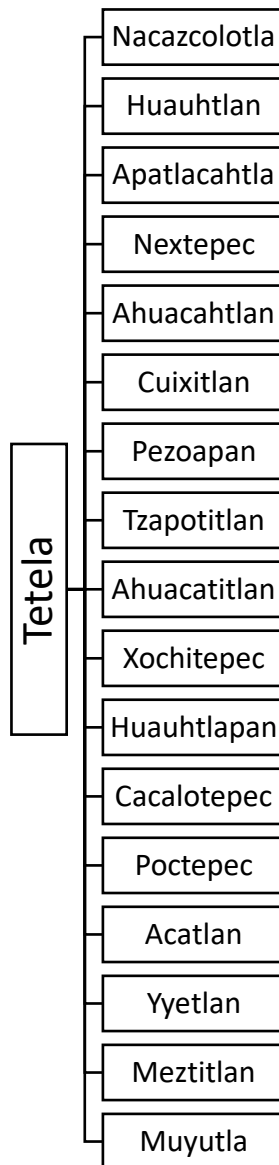 Tetela
Nacazcolotla
Huauhtlan
Apatlacahtla
Nextepec
Ahuacahtlan
Cuixitlan
Pezoapan
Tzapotitlan
Ahuacatitlan
Xochitepec
Huauhtlapan
Cacalotepec
Poctepec
Acatlan
Yyetlan
Meztitlan
Muyutla